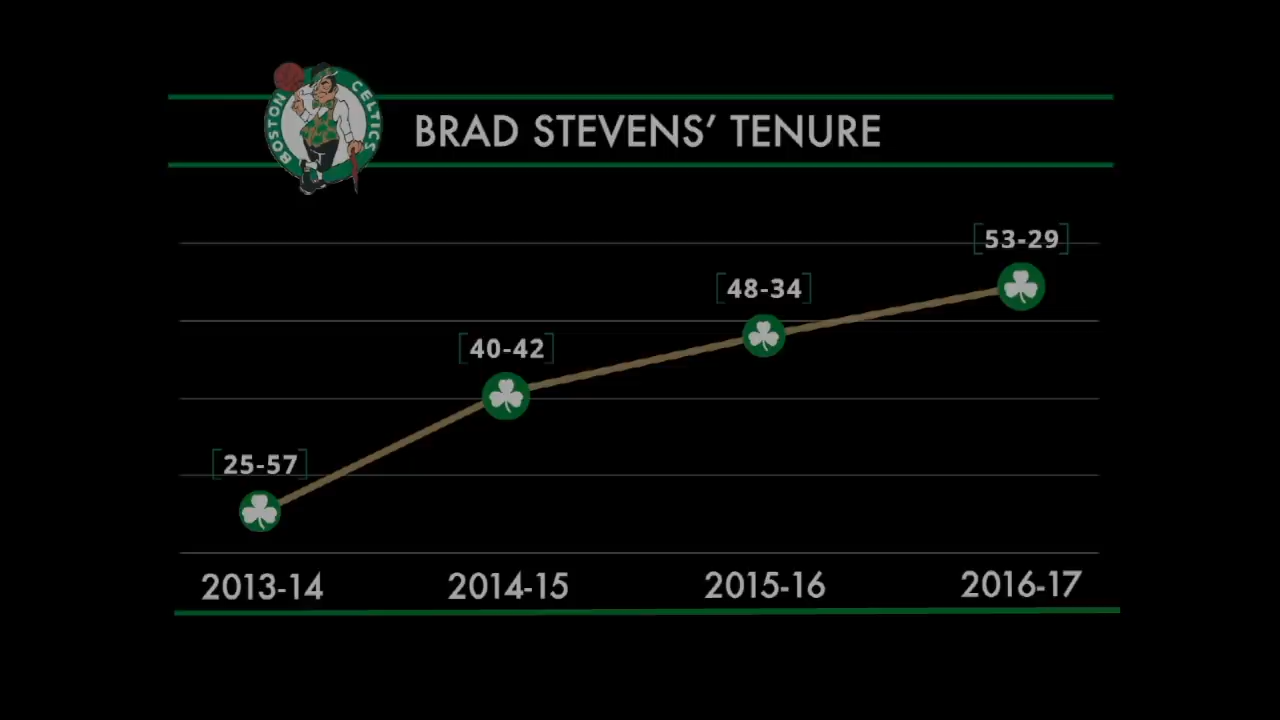 BOSTON CELTICS
BRAD STEVENS’ TENURE
[53-29]
[48-34]
[40-42]
[25-57]
2013-14 2014-15 2015-16 2016-17